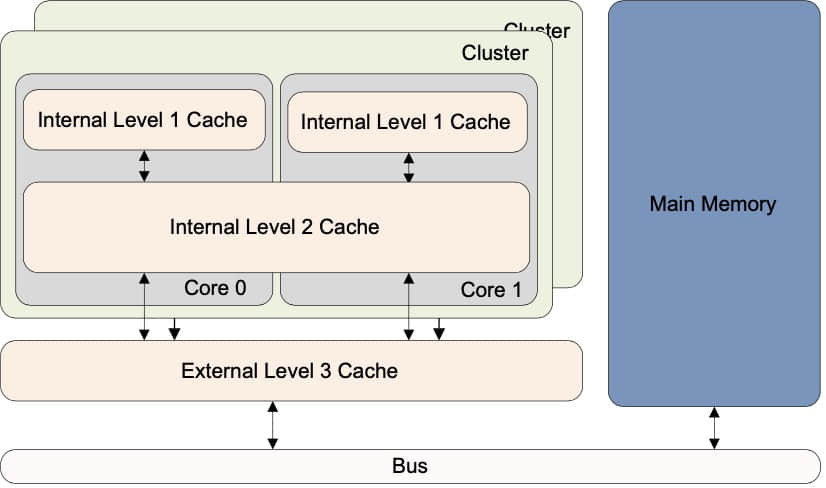 Cluster
Cluster
Internal Level 1 Cache
Internal Level 1 Cache
Internal Level 2 Cache
Core 0
Core 1
External Level 3 Cache
Main Memory
Bus